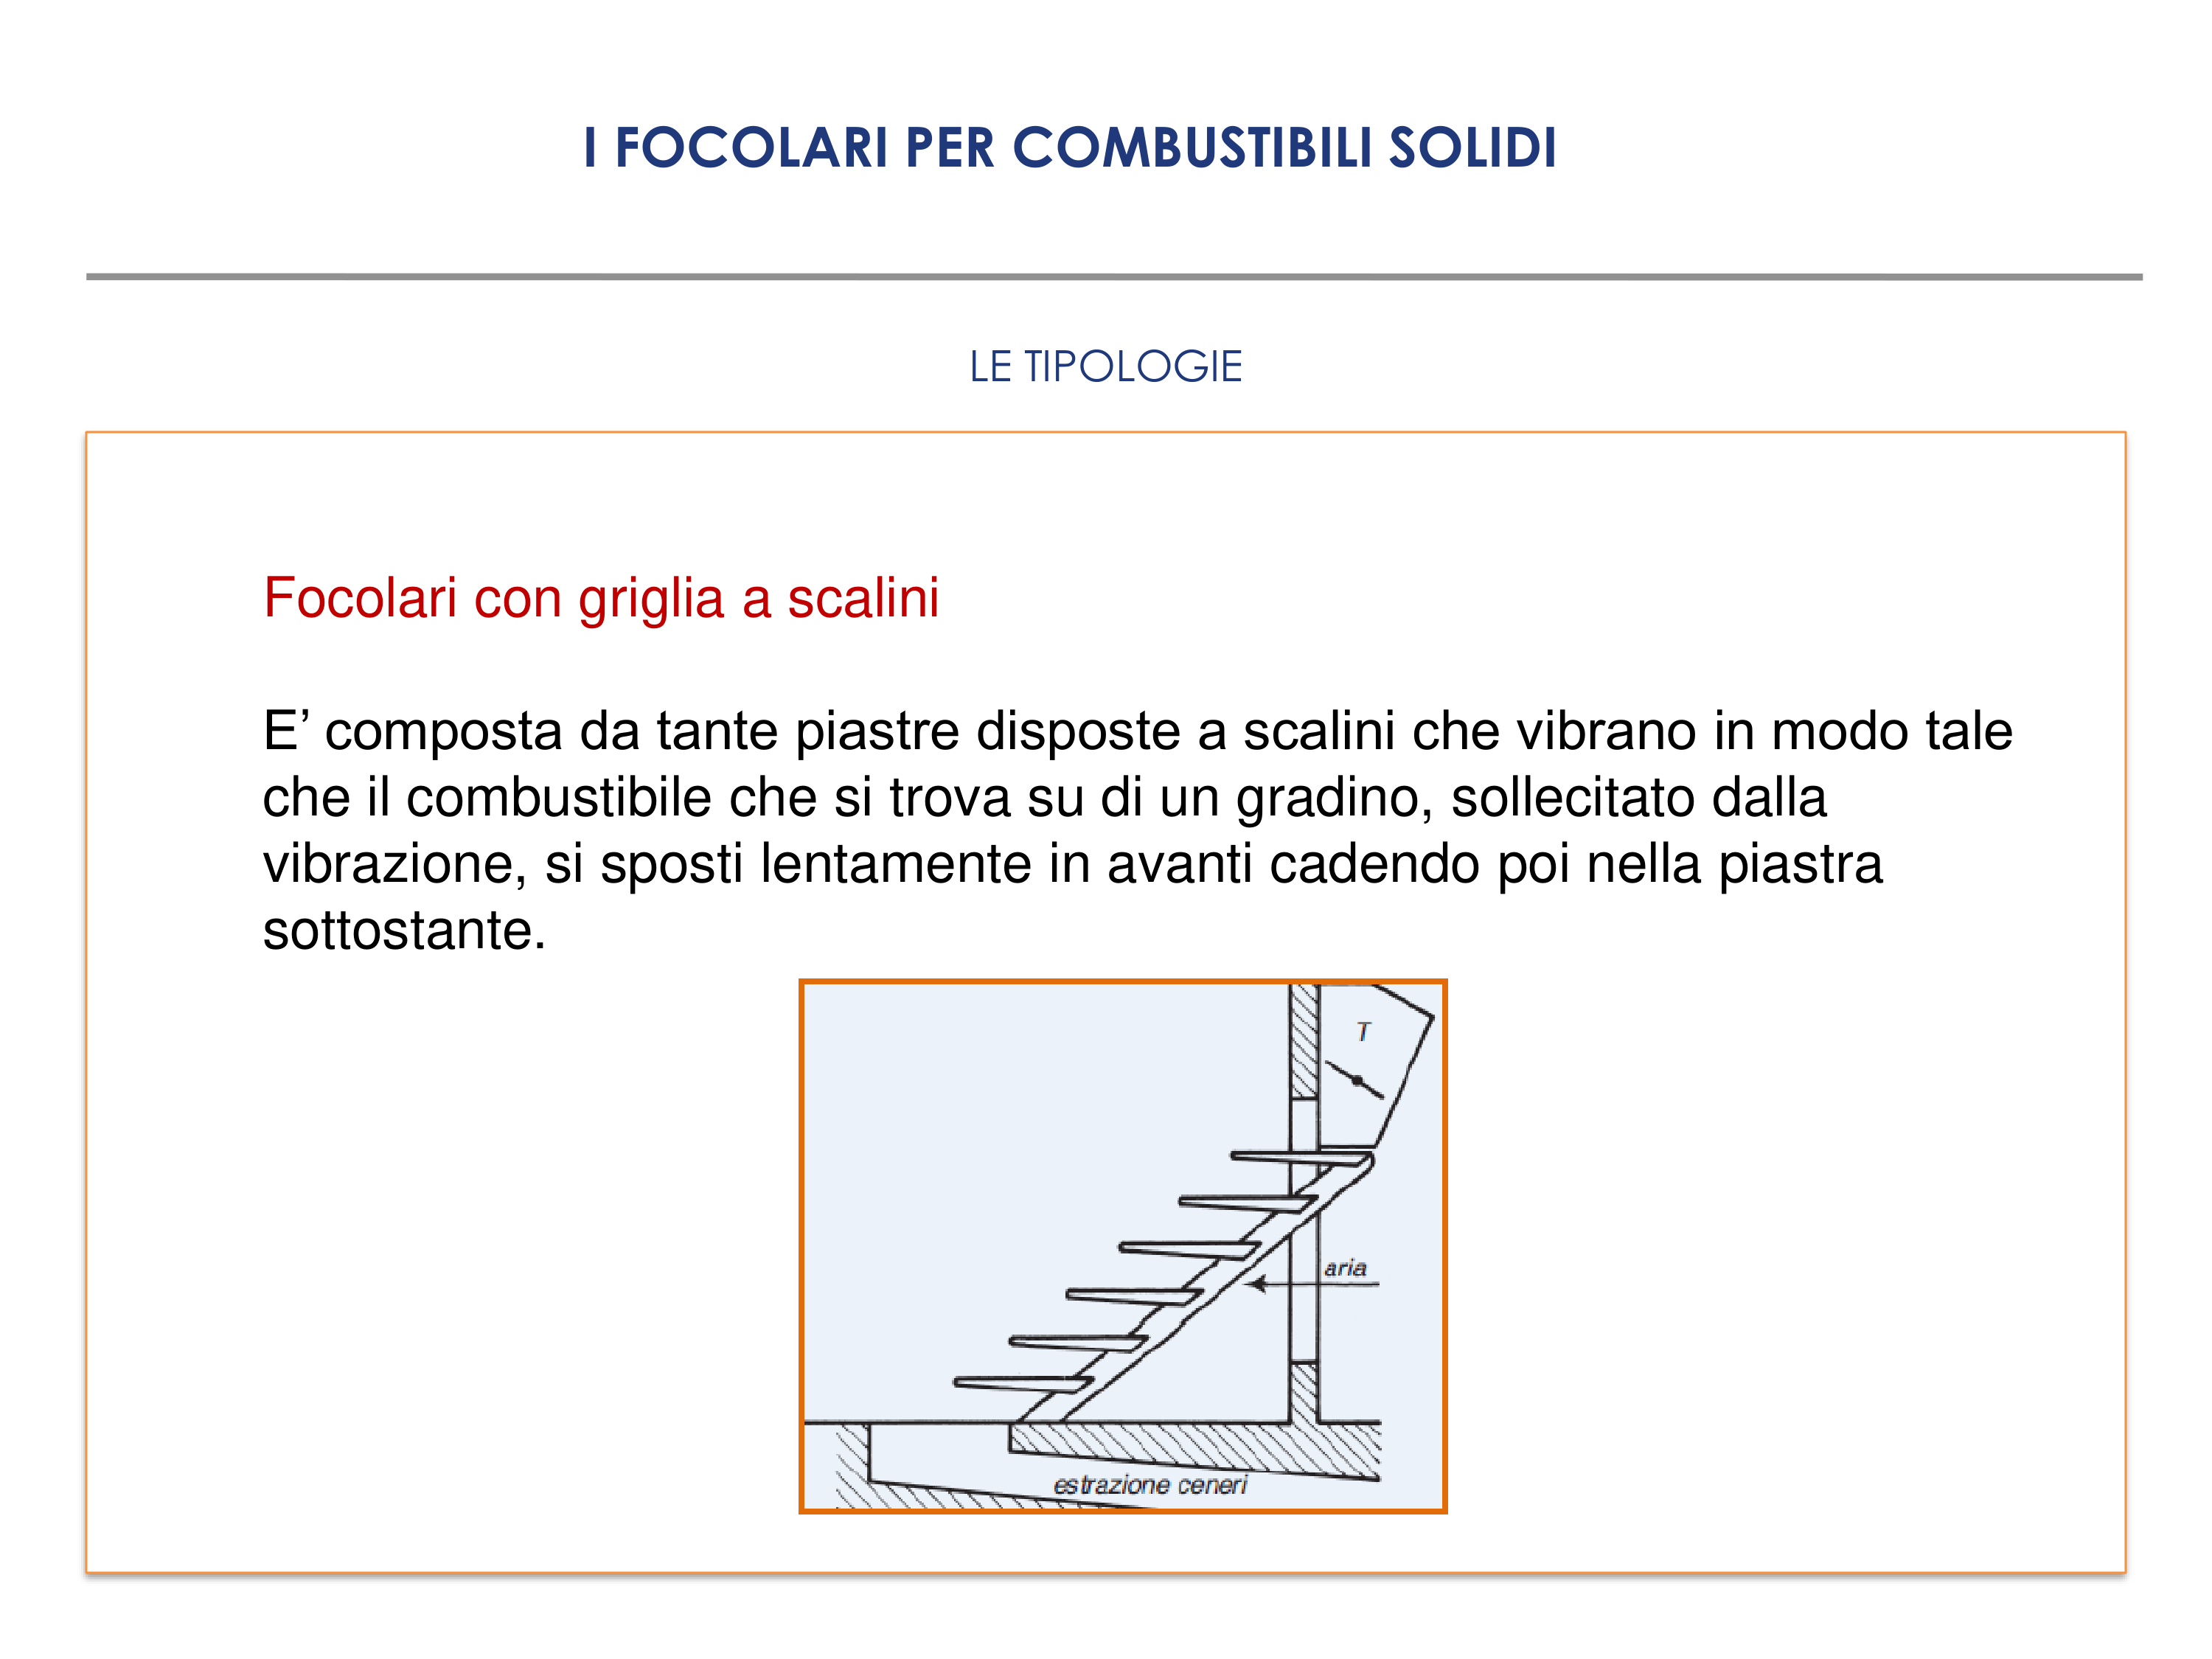 I FOCOLARI PER COMBUSTIBILI SOLIDI
LE TIPOLOGIE
Focolari con griglia a scalini
E’ composta da tante piastre disposte a scalini che vibrano in modo tale
che il combustibile che si trova su di un gradino, sollecitato dalla
vibrazione, si sposti lentamente in avanti cadendo poi nella piastra
sottostante.
T
aria
estrazione ceneri